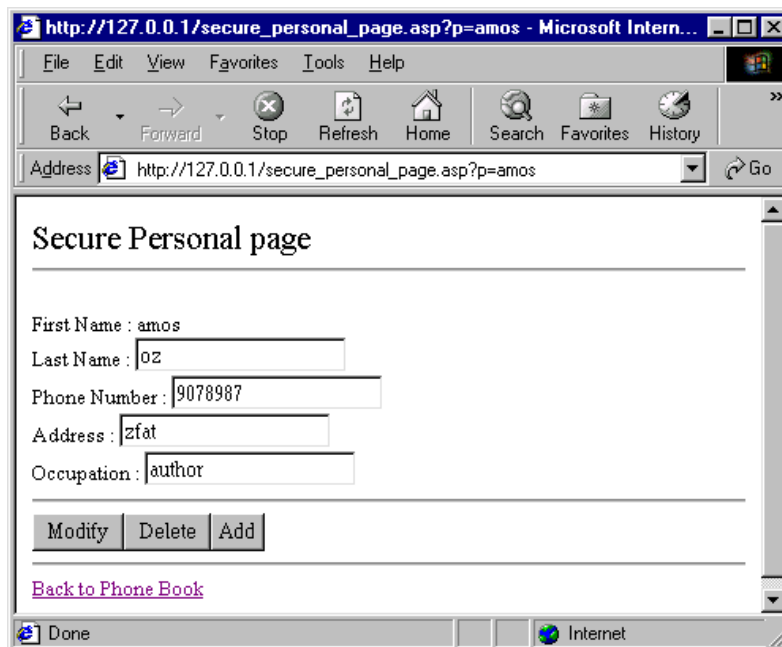 http://127.0.0.1/secure_personal_page.asp?p=amos - Microsoft Intern...
File Edit View Favorites Tools Help
Back Forward Stop Refresh Home Search Favorites History
Address http://127.0.0.1/secure_personal_page.asp?p=amos Go
Secure Personal page
First Name : amos
Last Name : oz
Phone Number : 9078987
Address : zfat
Occupation : author
Modify Delete Add
Back to Phone Book
Done Internet